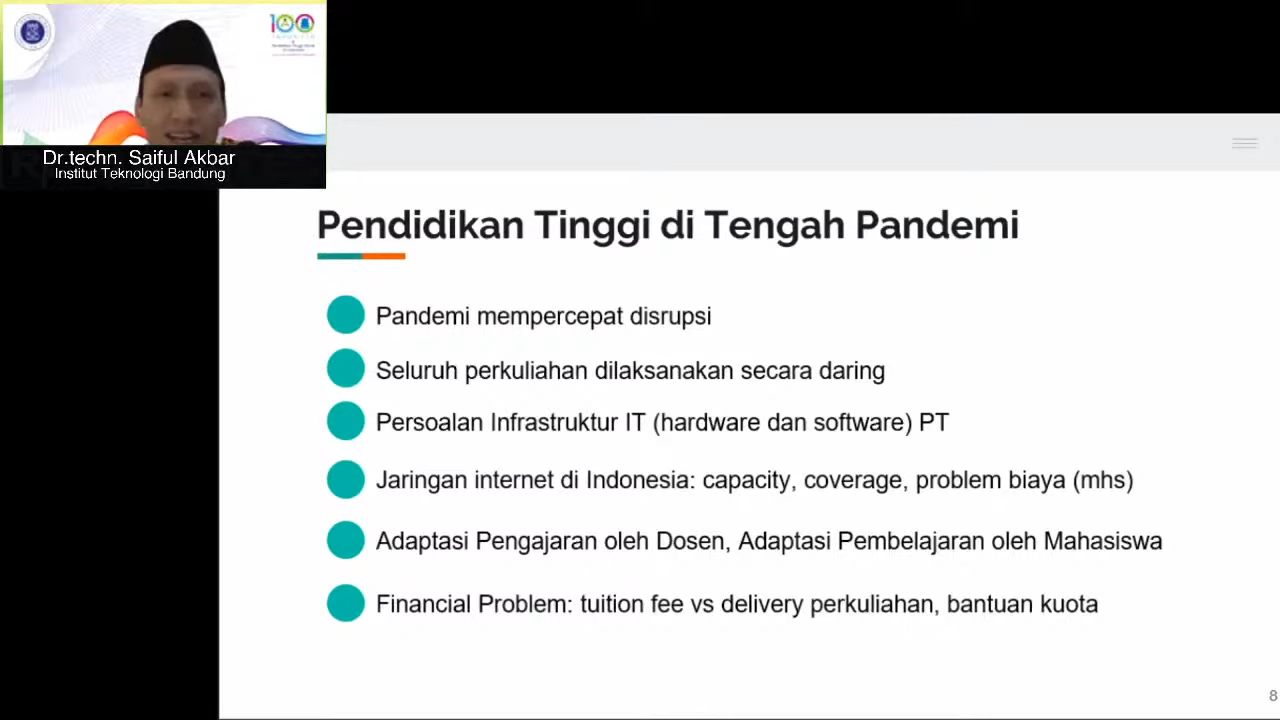 100
Dr.techn. Saiful Akbar
Institut Teknologi Bandung
Pendidikan Tinggi di Tengah Pandemi
Pandemi mempercepat disrupsi
Seluruh perkuliahan dilaksanakan secara daring
Persoalan Infrastruktur IT (hardware dan software) PT
Jaringan internet di Indonesia: capacity, coverage, problem biaya (mhs)
Adaptasi Pengajaran oleh Dosen, Adaptasi Pembelajaran oleh Mahasiswa
Financial Problem: tuition fee vs delivery perkuliahan, bantuan kuota
8